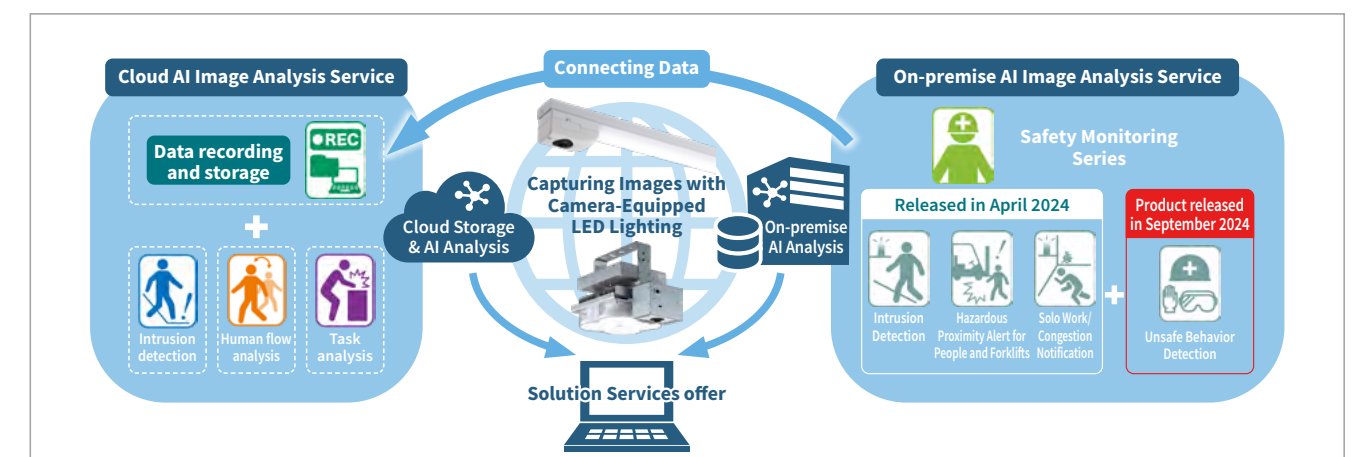 Connecting Data
Cloud AI Image Analysis Service
Data recording
and storage
REC
Intrusion
detection
Human flow
analysis
Task
analysis
Cloud Storage
& AI Analysis
Capturing Images with
Camera-Equipped
LED Lighting
On-premise
AI Analysis
Solution Services offer
On-premise AI Image Analysis Service
Safety Monitoring
Series
Released in April 2024
Intrusion
Detection
Hazardous
Proximity Alert for
People and Forklifts
Solo Work/
Congestion
Notification
Product released
in September 2024
Unsafe Behavior
Detection